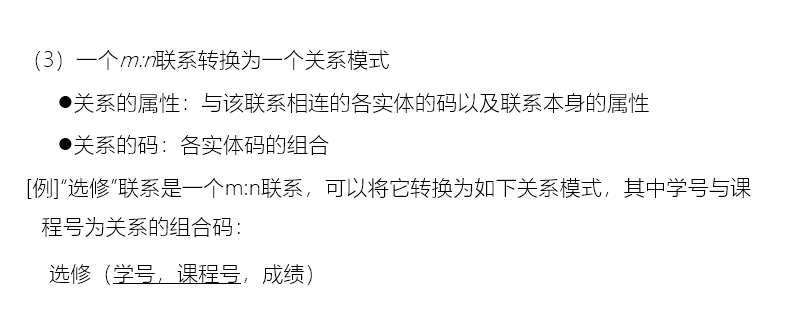 （3）一个m:n联系转换为一个关系模式
●关系的属性：与该联系相连的各实体的码以及联系本身的属性
●关系的码：各实体码的组合
[例]“选修”联系是一个m:n联系，可以将它转换为如下关系模式，其中学号与课
程号为关系的组合码：
选修（学号，课程号，成绩）